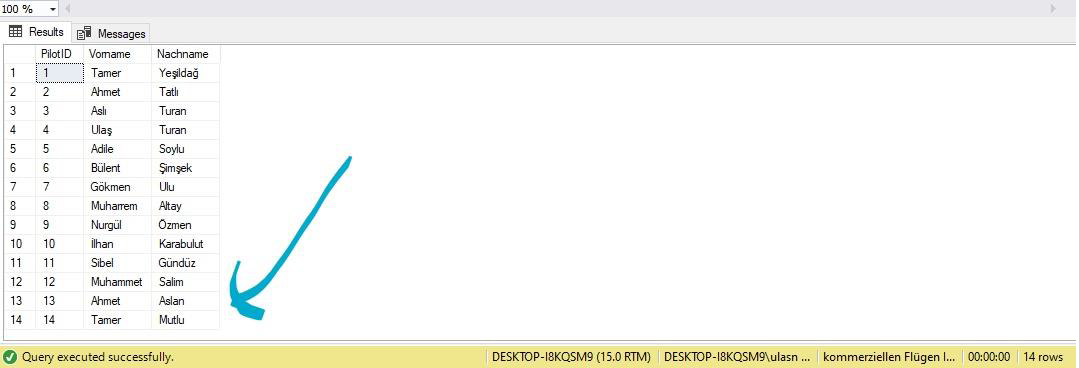 100 %
Results Messages
PilotID Vorname Nachname
1 1 Tamer Yeşildağ
2 2 Ahmet Tatlı
3 3 Aslı Turan
4 4 Ulaş Turan
5 5 Adile Soylu
6 6 Bülent Şimşek
7 7 Gökmen Ulu
8 8 Muharrem Altay
9 9 Nurgül Özmen
10 10 İlhan Karabulut
11 11 Sibel Gündüz
12 12 Muhammet Salim
13 13 Ahmet Aslan
14 14 Tamer Mutlu
Query executed successfully. DESKTOP-I8KQSM9 (15.0 RTM) DESKTOP-I8KQSM9\ulasn ... kommerziellen Flügen I... 00:00:00 14 rows